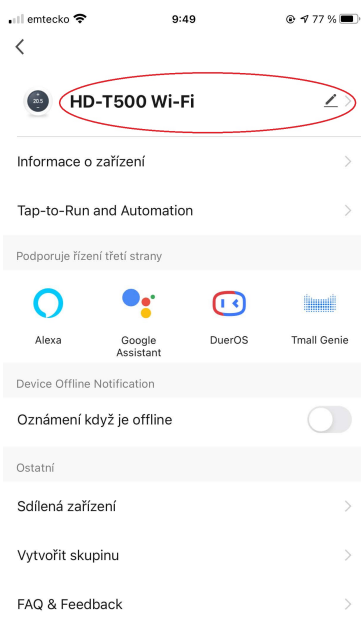 emtecko 9:49 77 %
20.5
HD-T500 Wi-Fi
Informace o zařízení
Tap-to-Run and Automation
Podporuje řízení třetí strany
Alexa
Google
Assistant
DuerOS
Tmall Genie
Device Offline Notification
Oznámení když je offline
Ostatní
Sdílená zařízení
Vytvořit skupinu
FAQ & Feedback